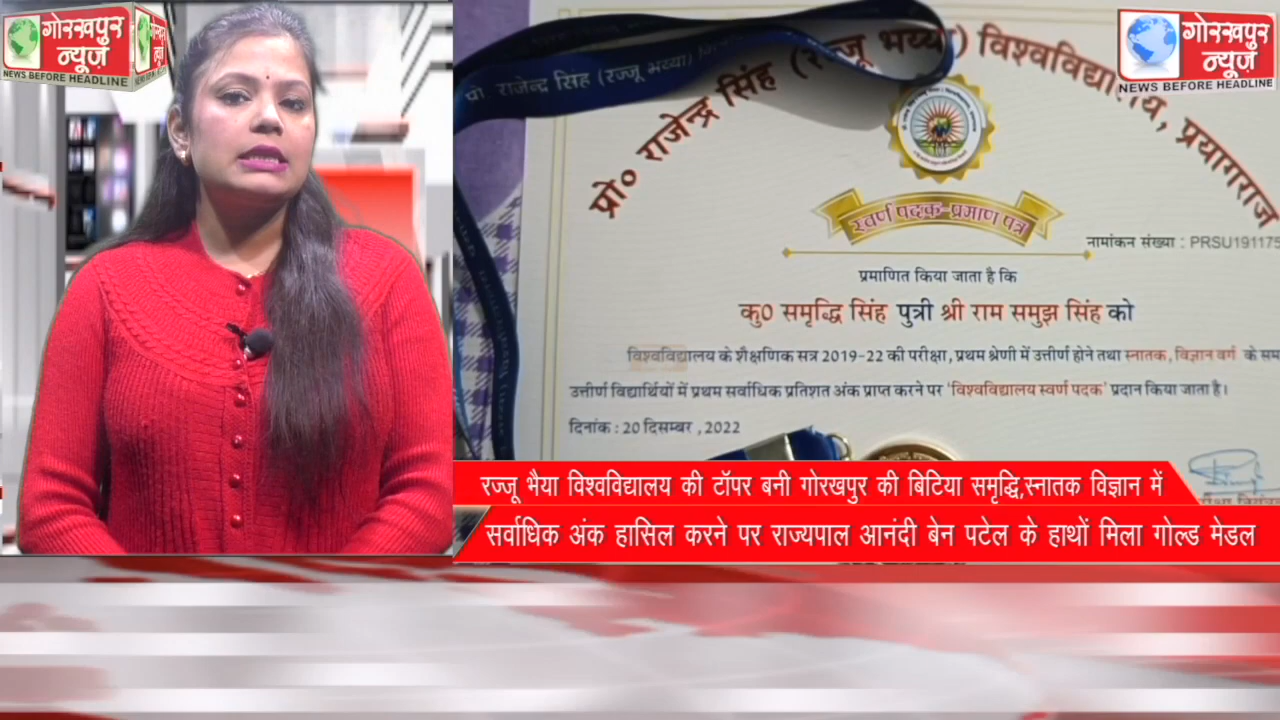 गोरखपुर
न्यूज़
NEWS BEFORE HEADLINE
गोरखपुर
न्यूज़
NEWS BEFORE HEADLINE
प्रो. राजेन्द्र सिंह (रज्जू भय्या)
प्रो० राजेन्द्र सिंह (रज्जू भय्या) विश्वविद्यालय, प्रयागराज
स्वर्ण पदक-प्रमाण पत्र
नामांकन संख्या : PRSU191175
प्रमाणित किया जाता है कि
कु0 समृद्धि सिंह पुत्री श्री राम समुझ सिंह को
विश्वविद्यालय के शैक्षणिक सत्र 2019-22 की परीक्षा, प्रथम श्रेणी में उत्तीर्ण होने तथा स्नातक, विज्ञान वर्ग के सम
उत्तीर्ण विद्यार्थियों में प्रथम सर्वाधिक प्रतिशत अंक प्राप्त करने पर 'विश्वविद्यालय स्वर्ण पदक' प्रदान किया जाता है।
दिनांक : 20 दिसम्बर , 2022
रज्जू भैया विश्वविद्यालय की टॉपर बनी गोरखपुर की बिटिया समृद्धि,स्नातक विज्ञान में
सर्वाधिक अंक हासिल करने पर राज्यपाल आनंदी बेन पटेल के हाथों मिला गोल्ड मेडल